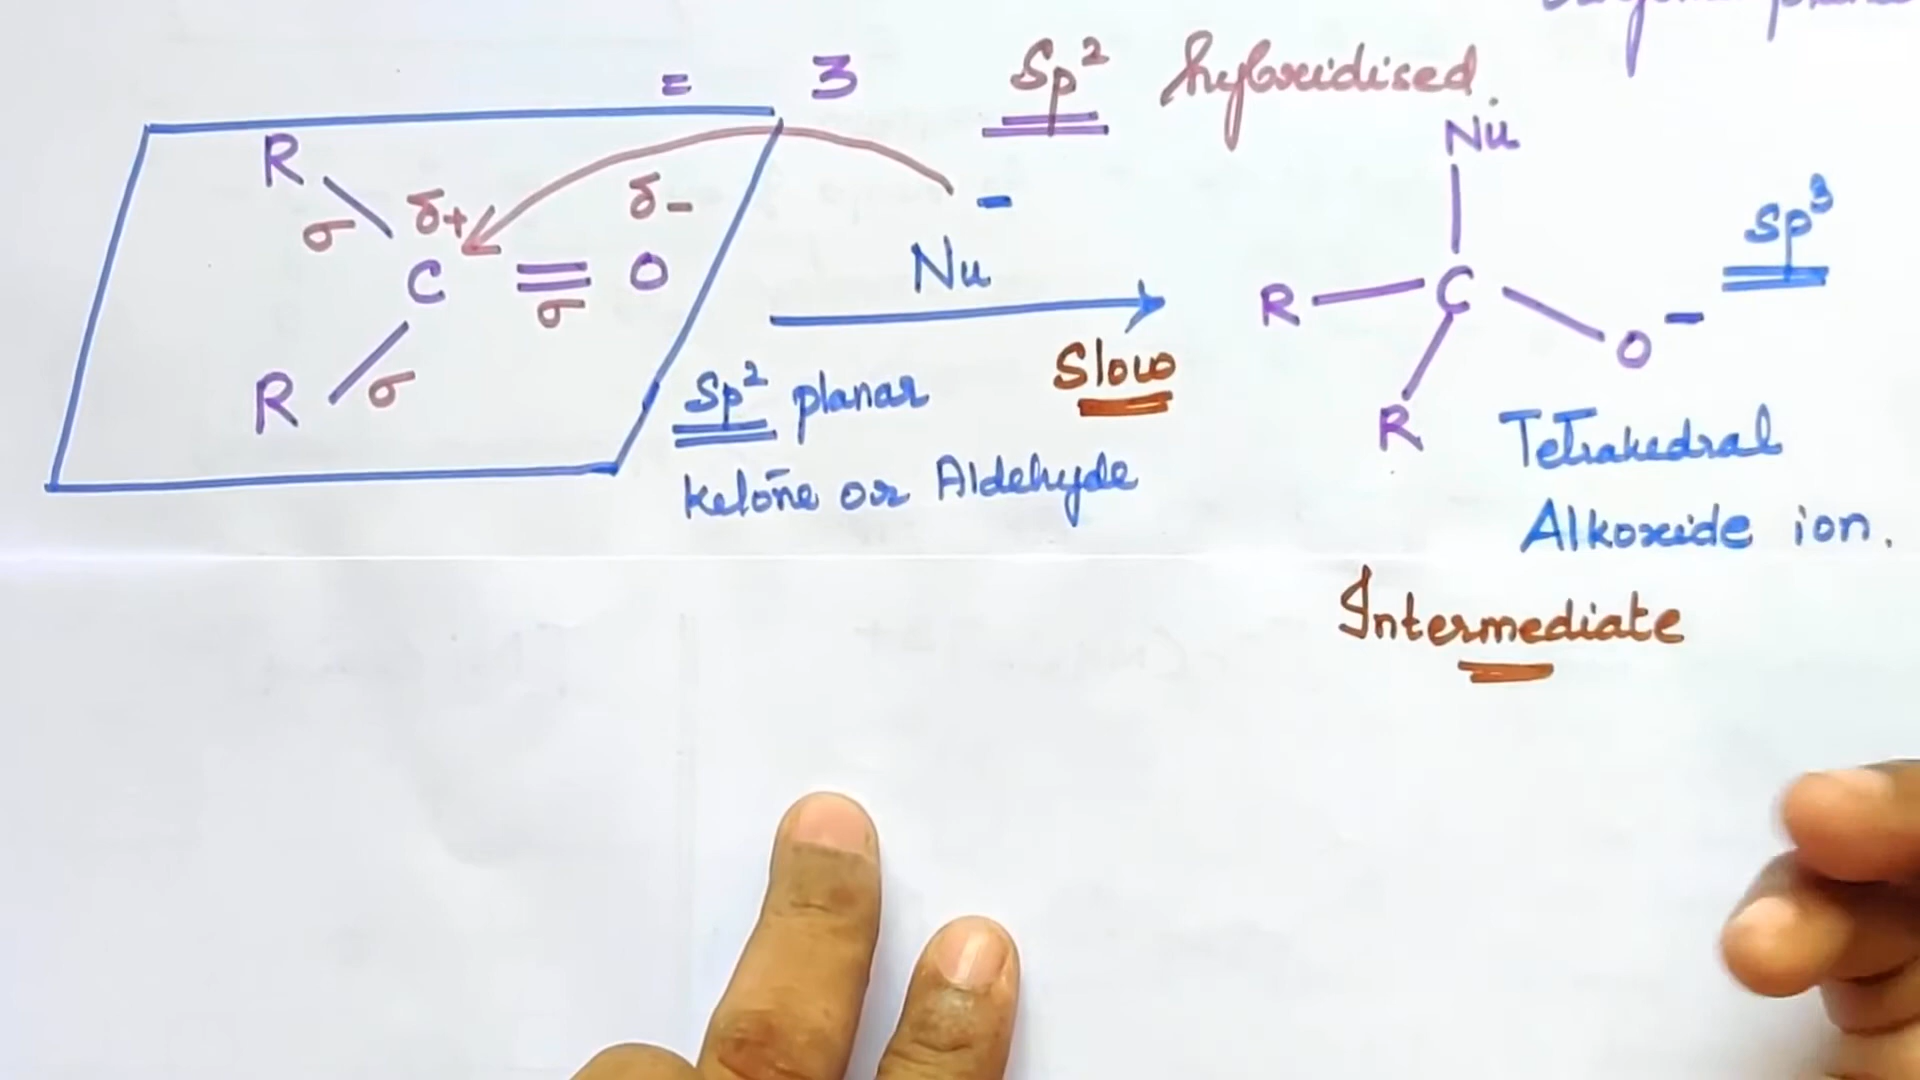 = 3 Sp² hybridised
R σ δ+ C = σ O δ-
R σ
Nu -
Slow
Sp² planar
Ketone or Aldehyde
Nu
R C O - Sp³
R
Tetrahedral
Alkoxide ion.
Intermediate